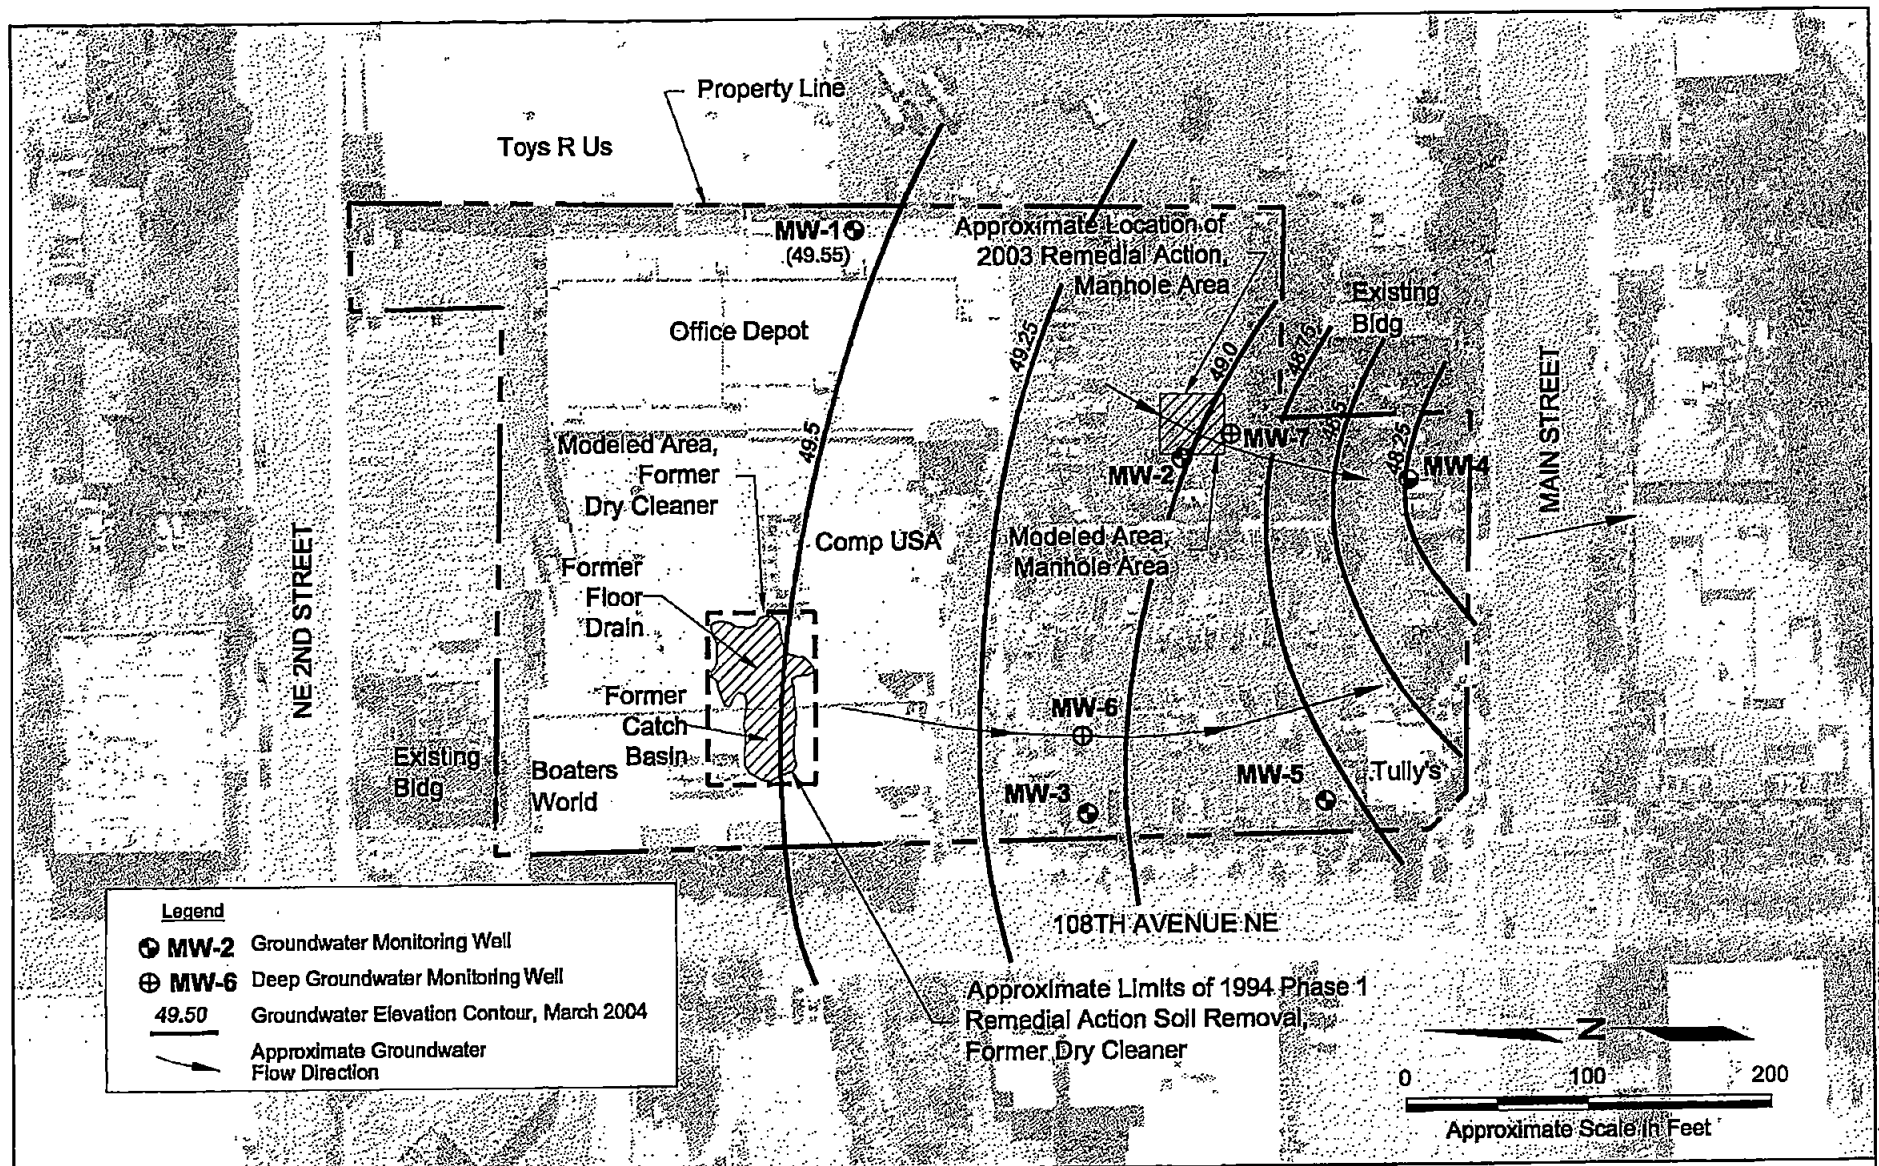 Property Line
Toys R Us
MW-1
(49.55)
Approximate Location of
2003 Remedial Action,
Manhole Area
Existing
Bldg
Office Depot
49.5
49.25
49.0
48.75
48.5
48.25
MW-7
MW-2
MW-4
MAIN STREET
Modeled Area,
Former
Dry Cleaner
Comp USA
Modeled Area,
Manhole Area
NE 2ND STREET
Former
Floor
Drain
Former
Catch
Basin
MW-6
MW-3
MW-5
Tully's
Existing
Bldg
Boaters
World
108TH AVENUE NE
Legend
MW-2 Groundwater Monitoring Well
MW-6 Deep Groundwater Monitoring Well
49.50 Groundwater Elevation Contour, March 2004
Approximate Groundwater
Flow Direction
Approximate Limits of 1994 Phase 1
Remedial Action Soil Removal,
Former Dry Cleaner
N
0 100 200
Approximate Scale in Feet